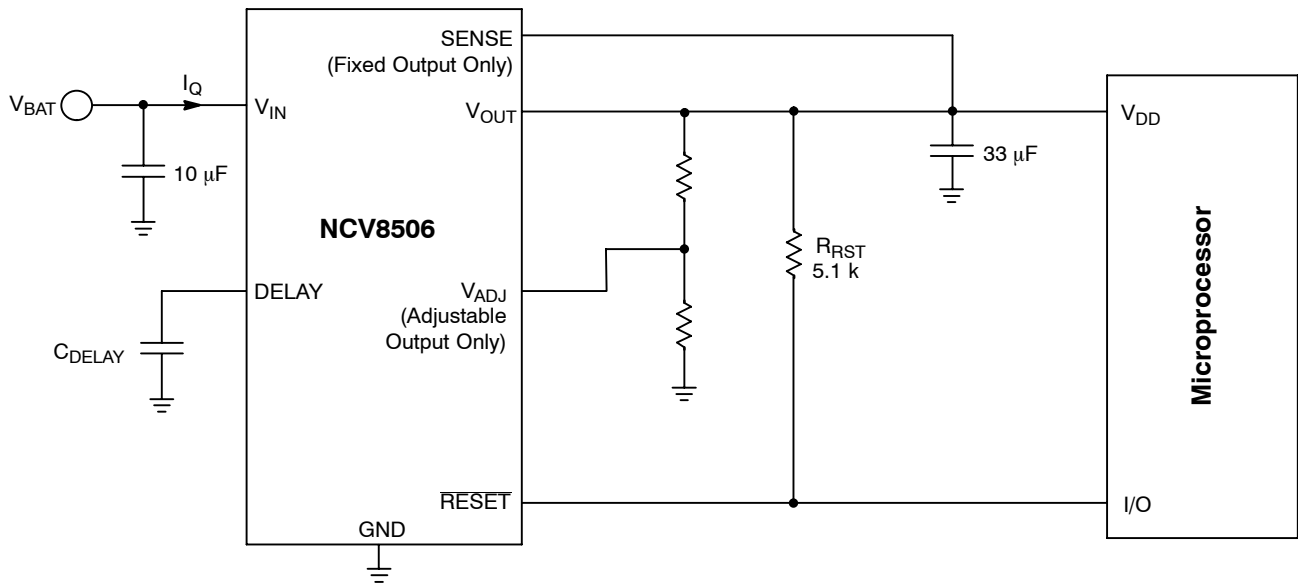 SENSE
(Fixed Output Only)
I_Q
V_BAT
V_IN
V_OUT
V_DD
10 μF
33 μF
NCV8506
R_RST
5.1 k
DELAY
V_ADJ
(Adjustable
Output Only)
C_DELAY
Microprocessor
RESET
I/O
GND